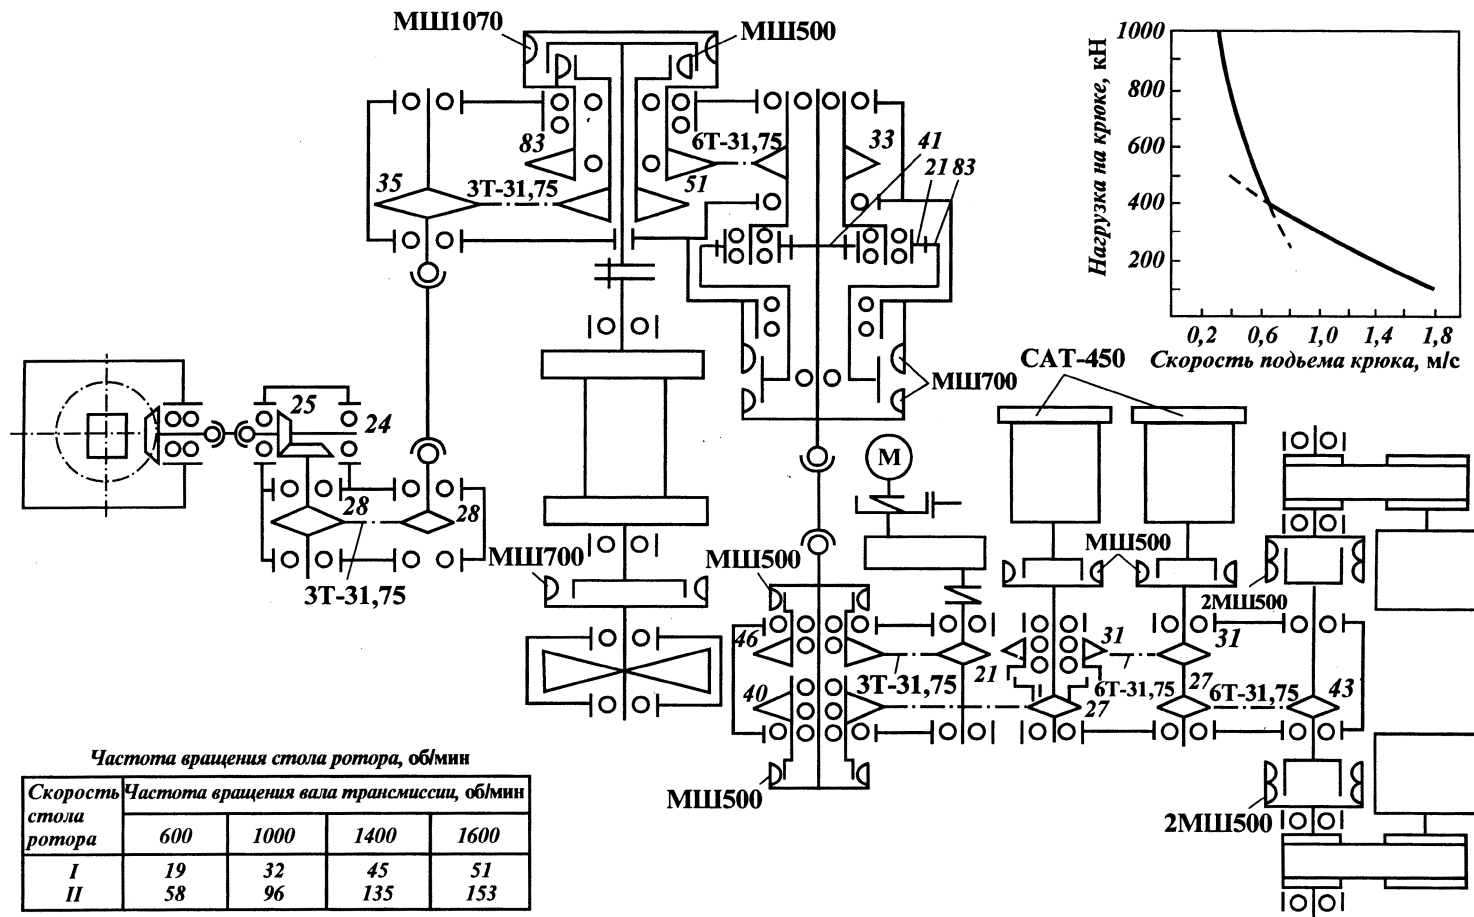 МШ1070
МШ500
83
6Т-31,75
33
41
21 83
35
3Т-31,75
51
МШ700
25
24
28
28
3Т-31,75
МШ700
МШ500
М
САТ-450
МШ500
2МШ500
46
3Т-31,75
21
31
6Т-31,75
31
40
27
27
6Т-31,75
43
МШ500
2МШ500
Нагрузка на крюке, кН
1000
800
600
400
200
0,2 0,6 1,0 1,4 1,8
Скорость подьема крюка, м/с
Частота вращения стола ротора, об/мин
Скорость стола ротора
Частота вращения вала трансмиссии, об/мин
600 1000 1400 1600
I 19 32 45 51
II 58 96 135 153